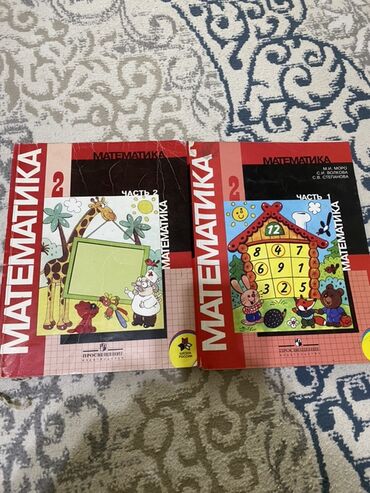 МАТЕМАТИКА
2
МАТЕМАТИКА
ЧАСТЬ 2
МАТЕМАТИКА
ПРОСВЕЩЕНИЕ
МАТЕМАТИКА
2
МАТЕМАТИКА
М.И. МОРО
С.И. ВОЛКОВА
С.В. СТЕПАНОВА
ЧАСТЬ 1
МАТЕМАТИКА
12
8 4 7
6 9 1
3 2 5
ПРОСВЕЩЕНИЕ